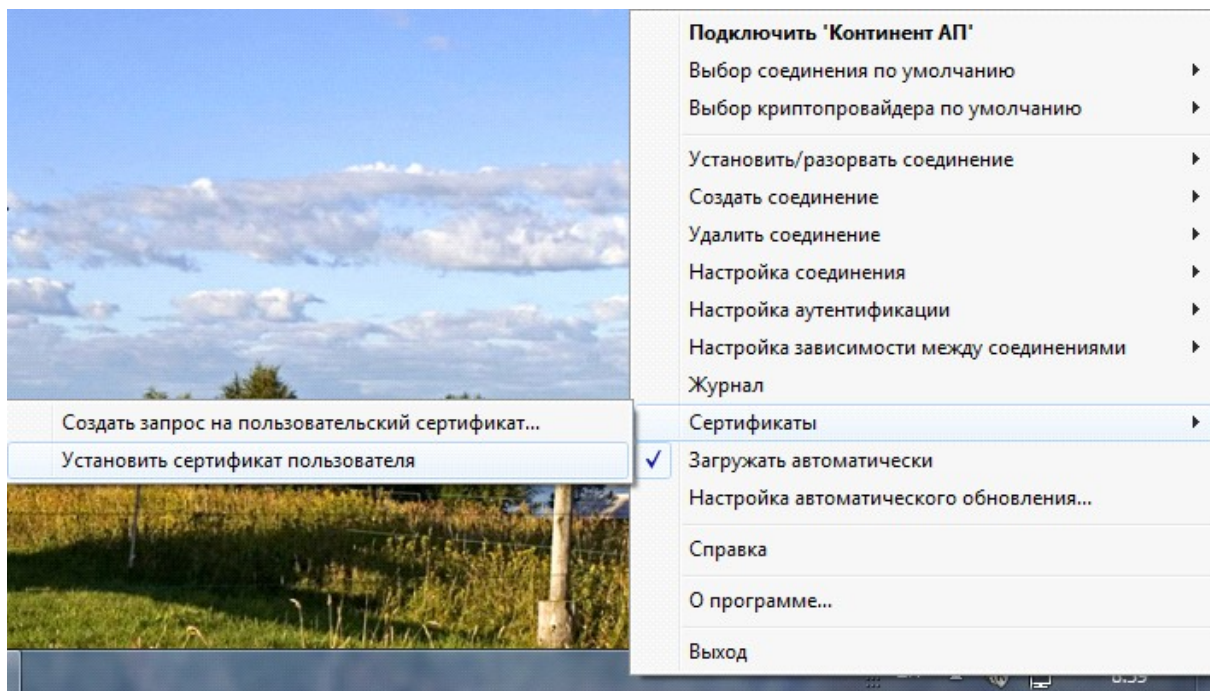 Подключить 'Континент АП'
Выбор соединения по умолчанию
Выбор криптопровайдера по умолчанию
Установить/разорвать соединение
Создать соединение
Удалить соединение
Настройка соединения
Настройка аутентификации
Настройка зависимости между соединениями
Журнал
Сертификаты
Создать запрос на пользовательский сертификат...
Установить сертификат пользователя
Загружать автоматически
Настройка автоматического обновления...
Справка
О программе...
Выход